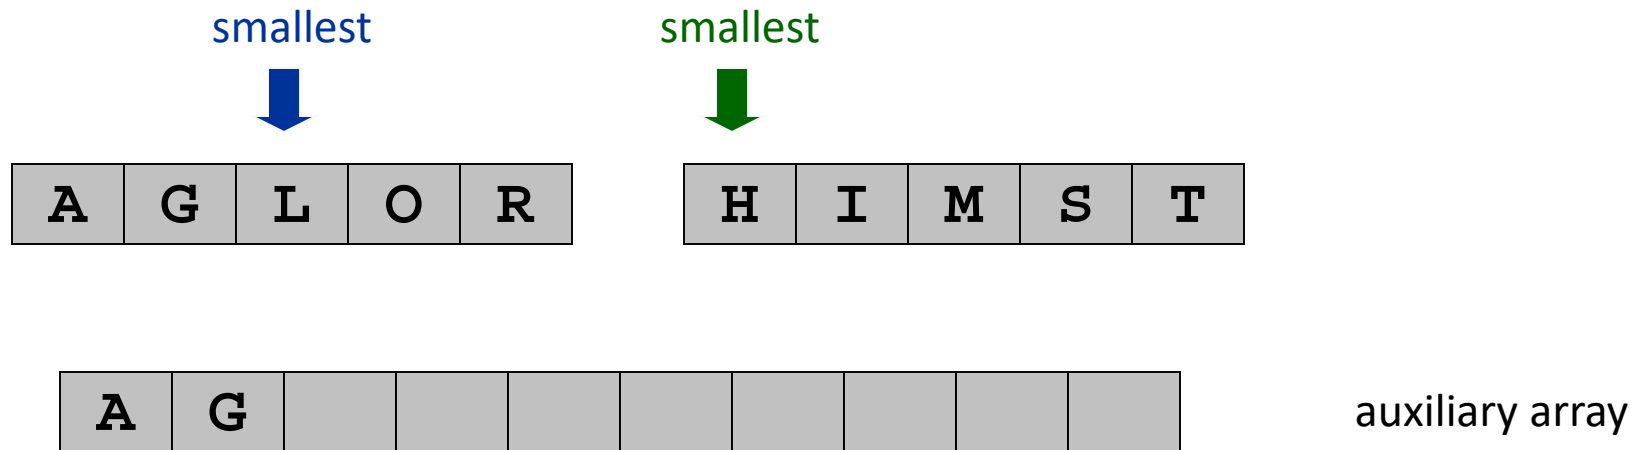 smallest smallest
A G L O R H I M S T
A G auxiliary array